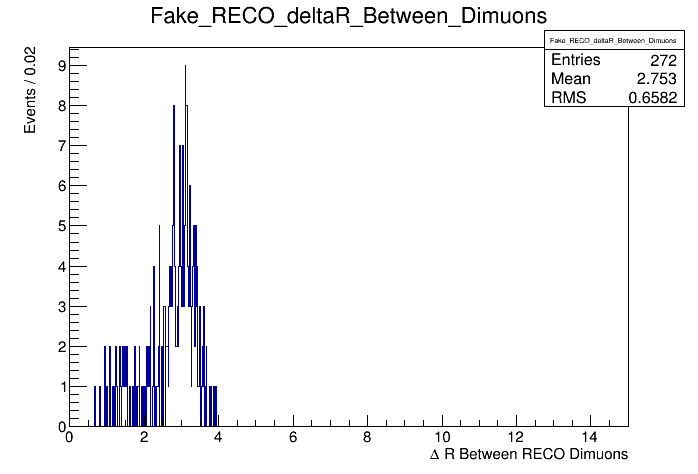 Fake_RECO_deltaR_Between_Dimuons
Fake_RECO_deltaR_Between_Dimuons
Entries 272
Mean 2.753
RMS 0.6582
Events / 0.02
9
8
7
6
5
4
3
2
1
0
0 2 4 6 8 10 12 14
Δ R Between RECO Dimuons